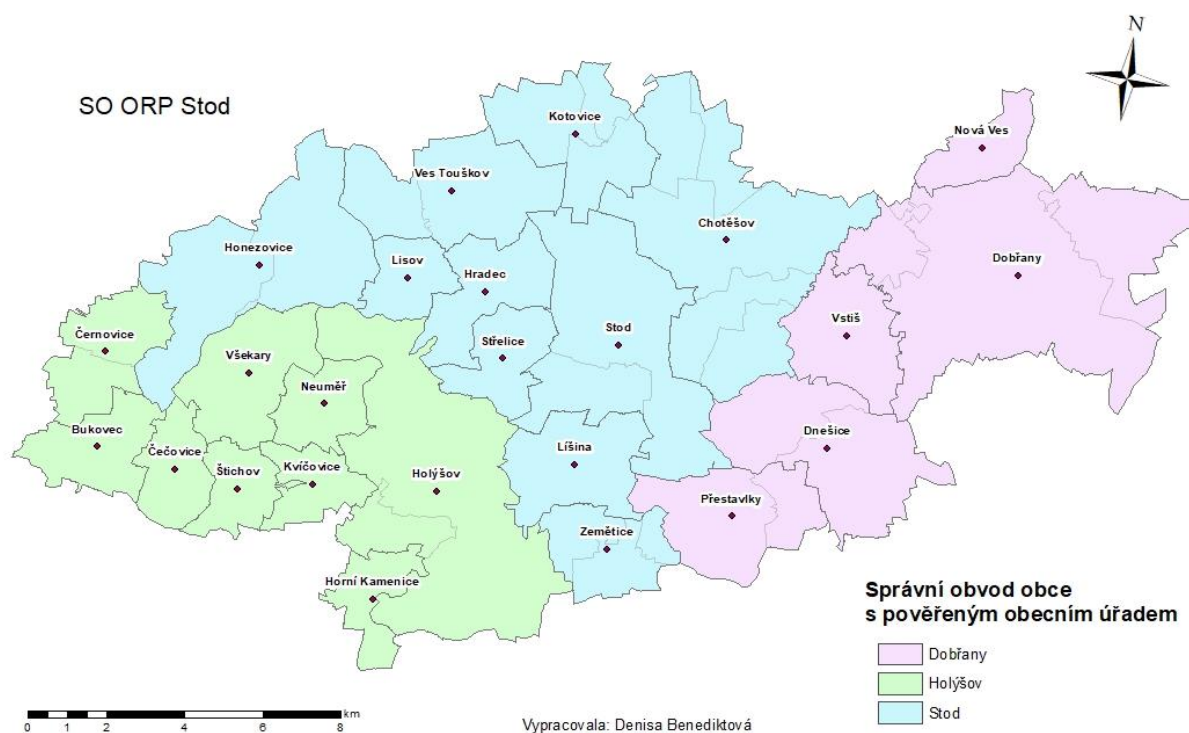 N
SO ORP Stod
Kotovice
Nová Ves
Ves Touškov
Chotěšov
Honezovice
Lisov
Dobřany
Hradec
Černovice
Vstiš
Stod
Střelice
Všekary
Neuměř
Bukovec
Dnešice
Čečovice
Líšina
Kvíčovice
Štichov
Holýšov
Přestavlky
Zemětice
Horní Kamenice
Správní obvod obce
s pověřeným obecním úřadem
Dobřany
Holýšov
Stod
km
0 1 2 4 6 8
Vypracovala: Denisa Benediktová